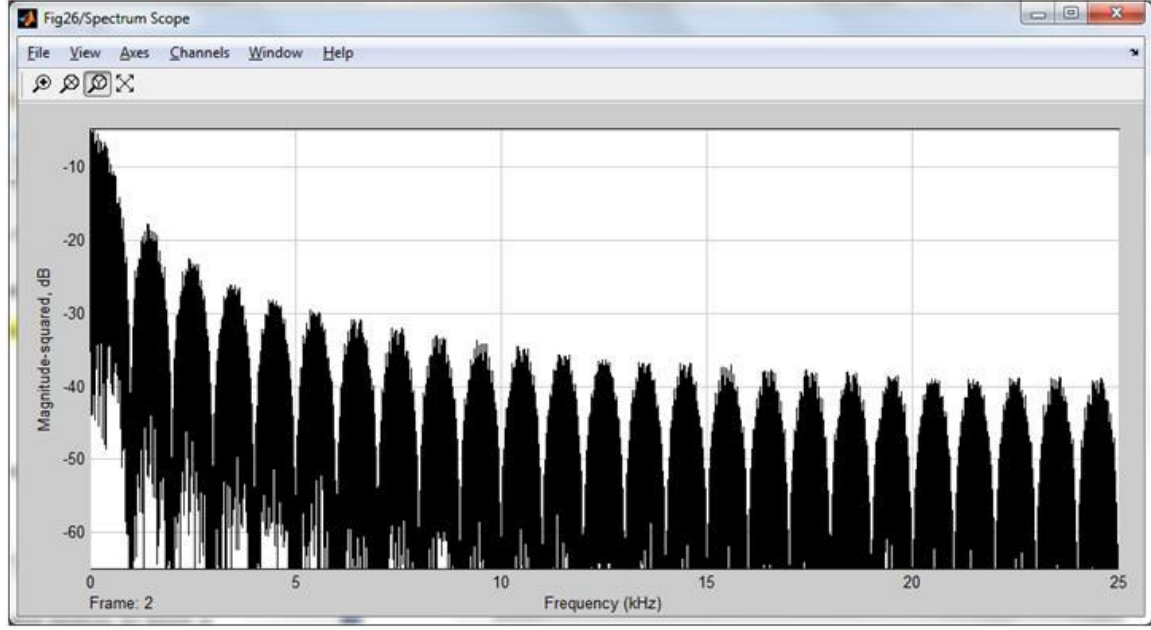 Fig26/Spectrum Scope
File View Axes Channels Window Help
-10
-20
-30
-40
-50
-60
Magnitude-squared, dB
0 5 10 15 20 25
Frame: 2
Frequency (kHz)